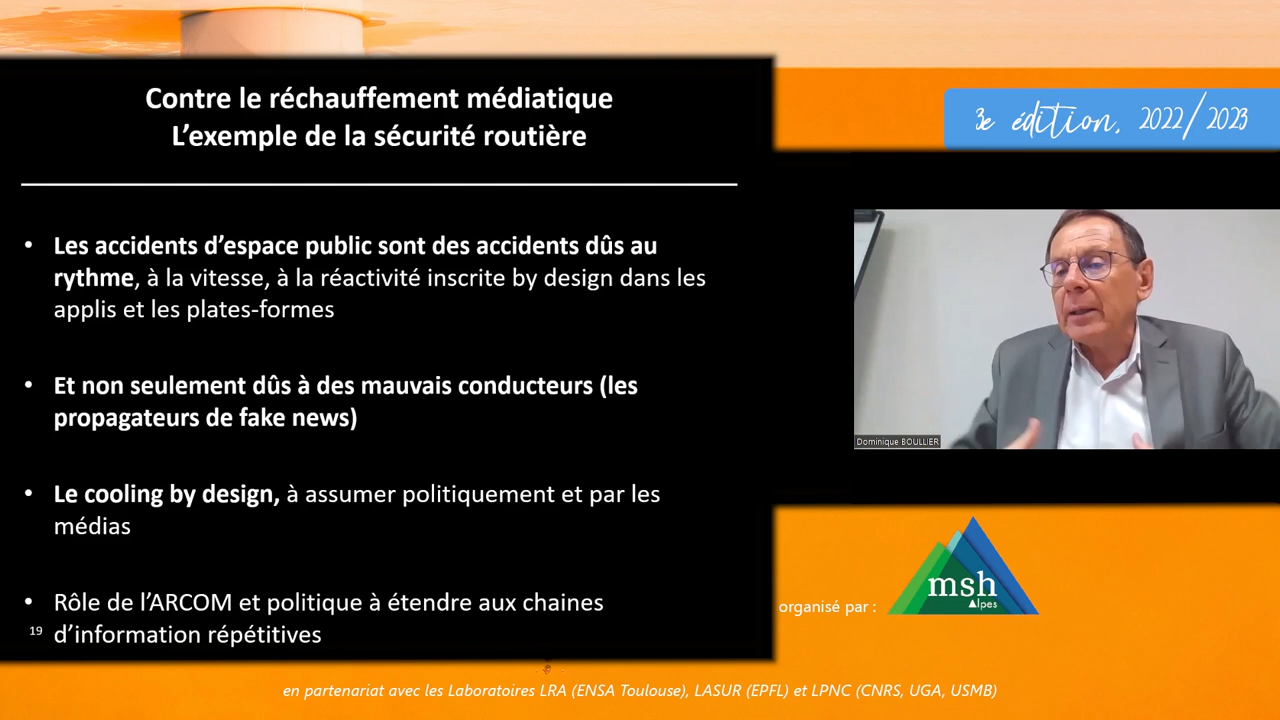 Contre le réchauffement médiatique
L’exemple de la sécurité routière
3e édition, 2022/2023
• Les accidents d’espace public sont des accidents dûs au
rythme, à la vitesse, à la réactivité inscrite by design dans les
applis et les plates-formes
• Et non seulement dûs à des mauvais conducteurs (les
propagateurs de fake news)
Dominique BOULLIER
• Le cooling by design, à assumer politiquement et par les
médias
• Rôle de l’ARCOM et politique à étendre aux chaines
d’information répétitives
19
organisé par :
msh
Alpes
en partenariat avec les Laboratoires LRA (ENSA Toulouse), LASUR (EPFL) et LPNC (CNRS, UGA, USMB)